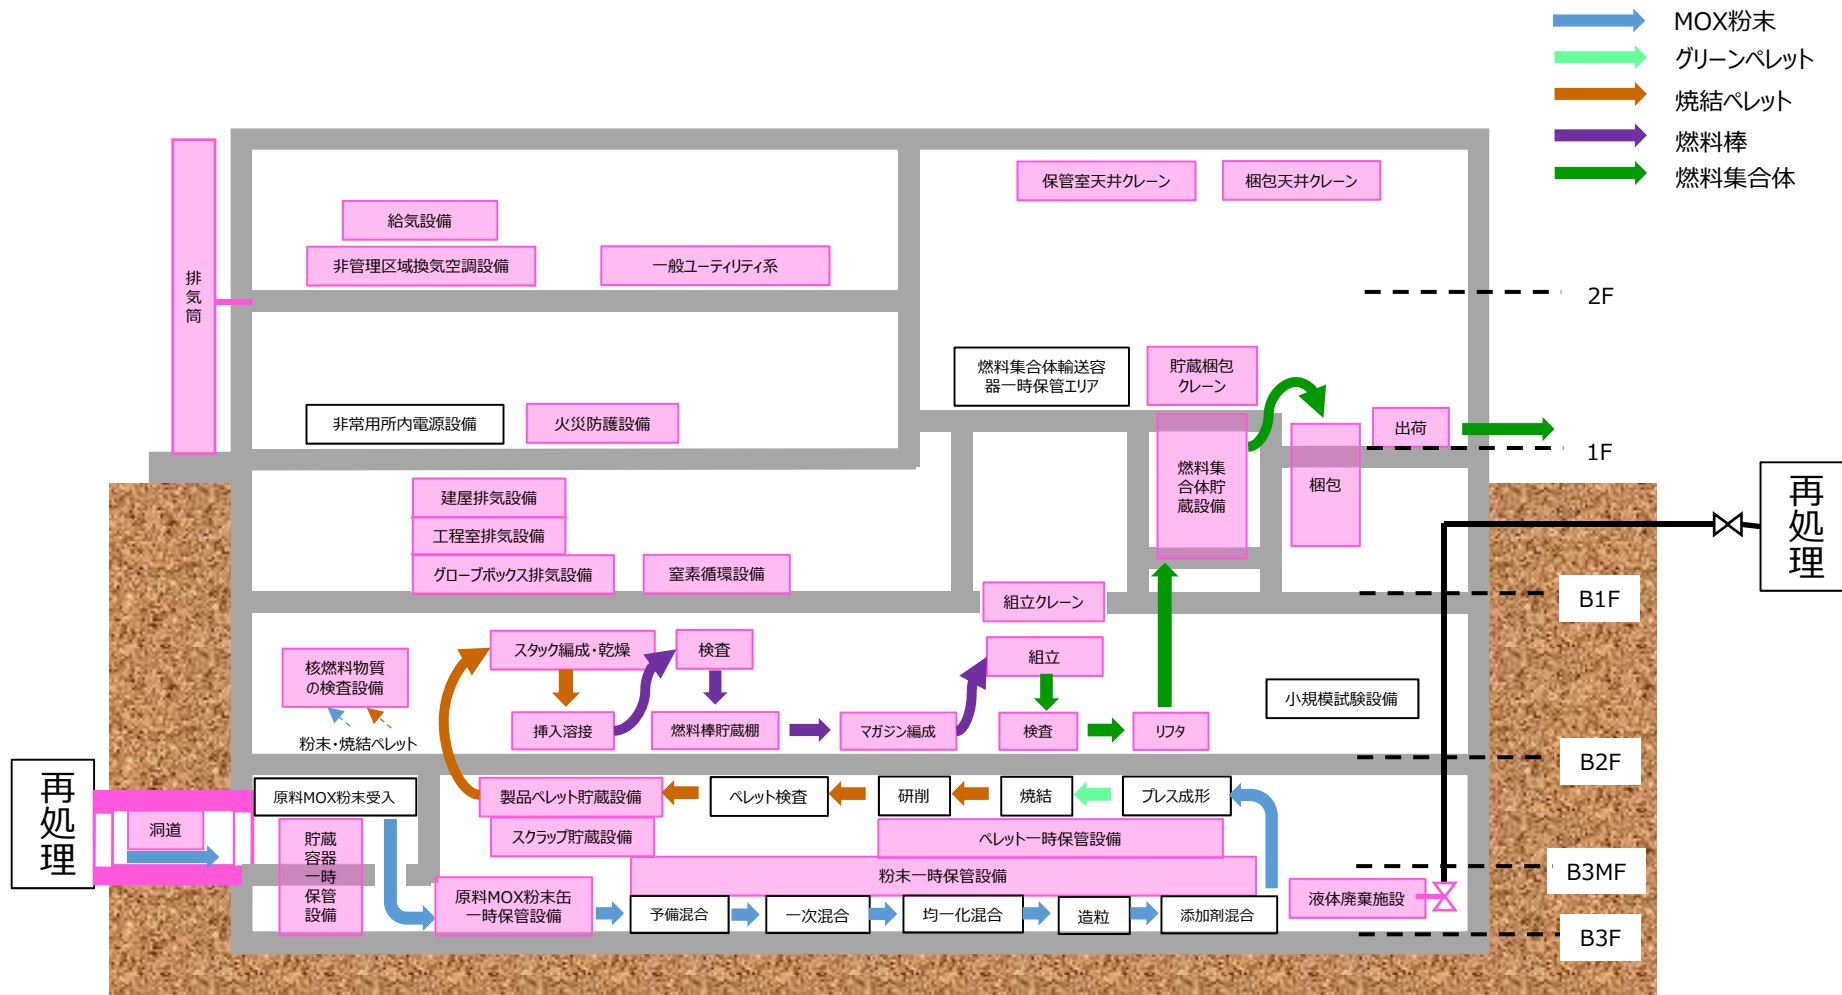 MOX粉末
グリーンペレット
焼結ペレット
燃料棒
燃料集合体
保管室天井クレーン
梱包天井クレーン
給気設備
非管理区域換気空調設備
一般ユーティリティ系
排気筒
2F
燃料集合体輸送容
器一時保管エリア
貯蔵梱包
クレーン
非常用所内電源設備
火災防護設備
出荷
1F
燃料集
合体貯
蔵設備
梱包
再処理
建屋排気設備
工程室排気設備
グローブボックス排気設備
窒素循環設備
組立クレーン
B1F
核燃料物質
の検査設備
粉末・焼結ペレット
スタック編成・乾燥
検査
組立
小規模試験設備
挿入溶接
燃料棒貯蔵棚
マガジン編成
検査
リフタ
B2F
再処理
洞道
原料MOX粉末受入
製品ペレット貯蔵設備
ペレット検査
研削
焼結
プレス成形
貯蔵
容器
一時
保管
設備
スクラップ貯蔵設備
ペレット一時保管設備
粉末一時保管設備
B3MF
原料MOX粉末缶
一時保管設備
予備混合
一次混合
均一化混合
造粒
添加剤混合
液体廃棄施設
B3F